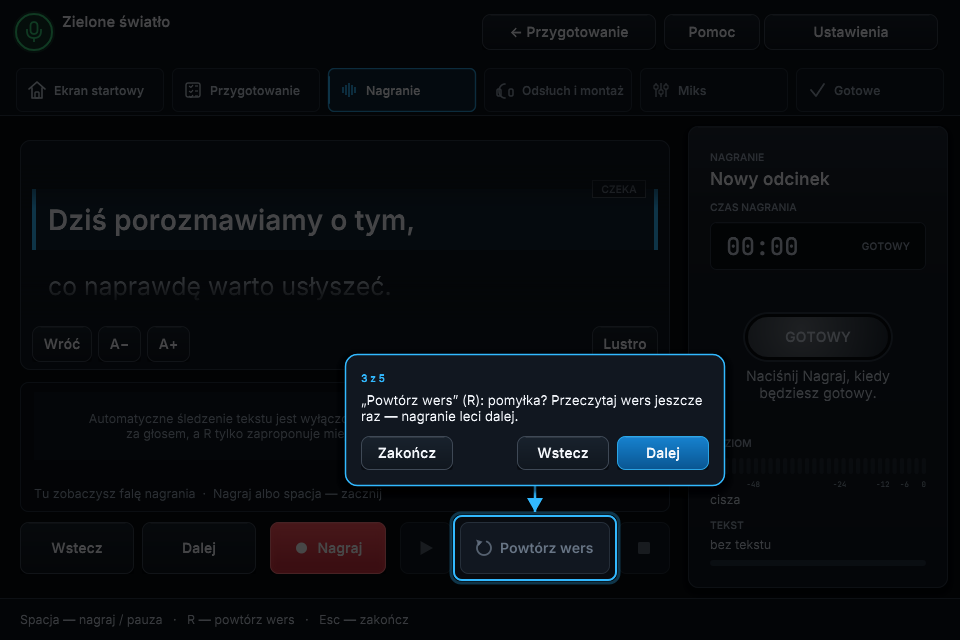 Zielone światło
← Przygotowanie
Pomoc
Ustawienia
Ekran startowy
Przygotowanie
Nagranie
Odsłuch i montaż
Miks
Gotowe
CZEKA
Dziś porozmawiamy o tym,
co naprawdę warto usłyszeć.
Wróć
A−
A+
Lustro
NAGRANIE
Nowy odcinek
CZAS NAGRANIA
00:00
GOTOWY
GOTOWY
Naciśnij Nagraj, kiedy
będziesz gotowy.
3 z 5
„Powtórz wers” (R): pomyłka? Przeczytaj wers jeszcze
raz — nagranie leci dalej.
Zakończ
Wstecz
Dalej
Automatyczne śledzenie tekstu jest
za głosem, a R tylko zaproponuje
Tu zobaczysz falę nagrania · Nagraj albo spacja — zacznij
-48
-24
-12
-6
0
cisza
TEKST
bez tekstu
Wstecz
Dalej
Nagraj
Powtórz wers
Spacja — nagraj / pauza · R — powtórz wers · Esc — zakończ